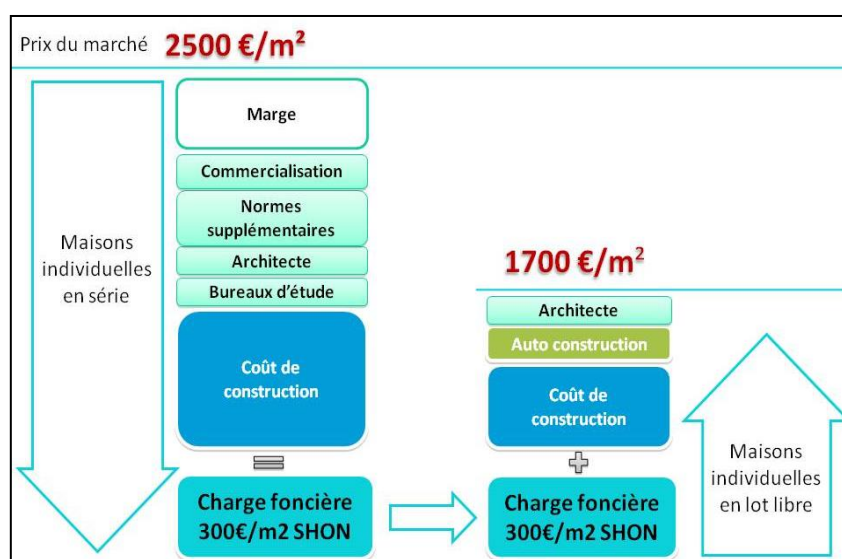 Prix du marché 2500 €/m²
Marge
Commercialisation
Normes
supplémentaires
Architecte
Bureaux d'étude
Coût de
construction
Charge foncière
300€/m2 SHON
Maisons
individuelles
en série
1700 €/m²
Architecte
Auto construction
Coût de
construction
Charge foncière
300€/m2 SHON
Maisons
individuelles
en lot libre